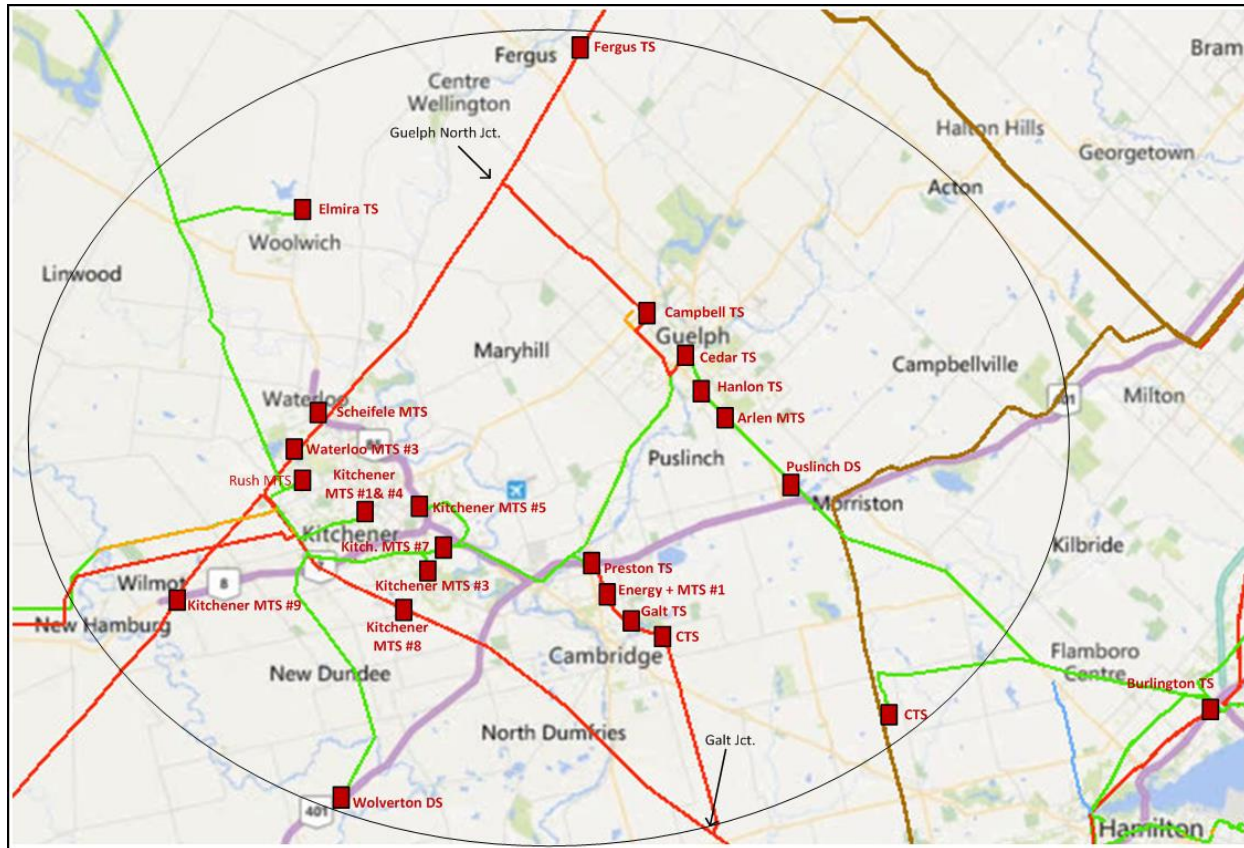 Fergus
Fergus TS
Bram
Centre
Wellington
Guelph North Jct.
Halton Hills
Georgetown
Acton
Elmira TS
Woolwich
Linwood
Campbell TS
Guelph
Maryhill
Cedar TS
Campbellville
Hanlon TS
Milton
Waterloo
Scheifele MTS
Arlen MTS
Waterloo MTS #3
Puslinch
Puslinch DS
Rush MTS
Kitchener
MTS #1& #4
Kitchener MTS #5
Morriston
Kitchener
Kitch. MTS #7
Kilbride
Preston TS
Wilmot
8
Kitchener MTS #3
Energy + MTS #1
Kitchener MTS #9
Galt TS
New Hamburg
Kitchener
MTS #8
CTS
Cambridge
Flamboro
Centre
New Dundee
Burlington TS
CTS
North Dumfries
Galt Jct.
Wolverton DS
401
Hamilton